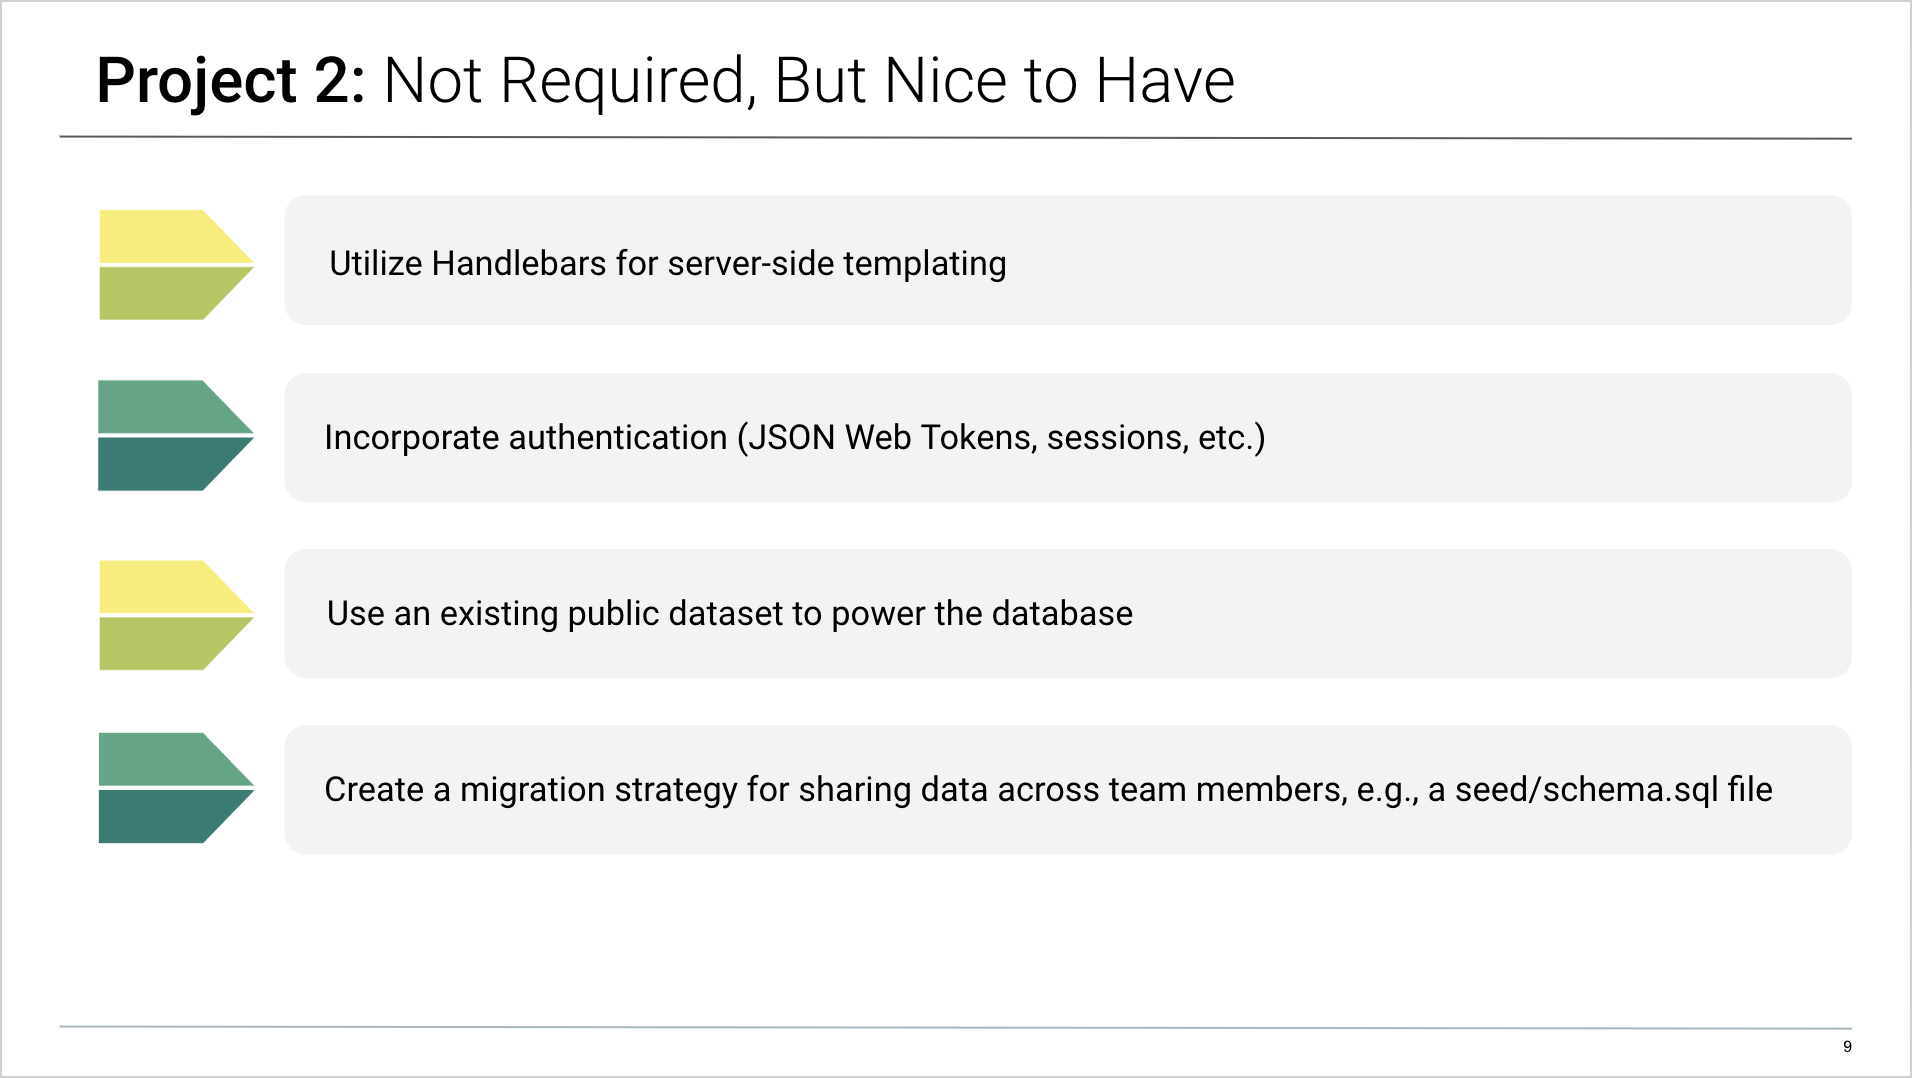 Project 2: Not Required, But Nice to Have
Utilize Handlebars for server-side templating
Incorporate authentication (JSON Web Tokens, sessions, etc.)
Use an existing public dataset to power the database
Create a migration strategy for sharing data across team members, e.g., a seed/schema.sql file
9